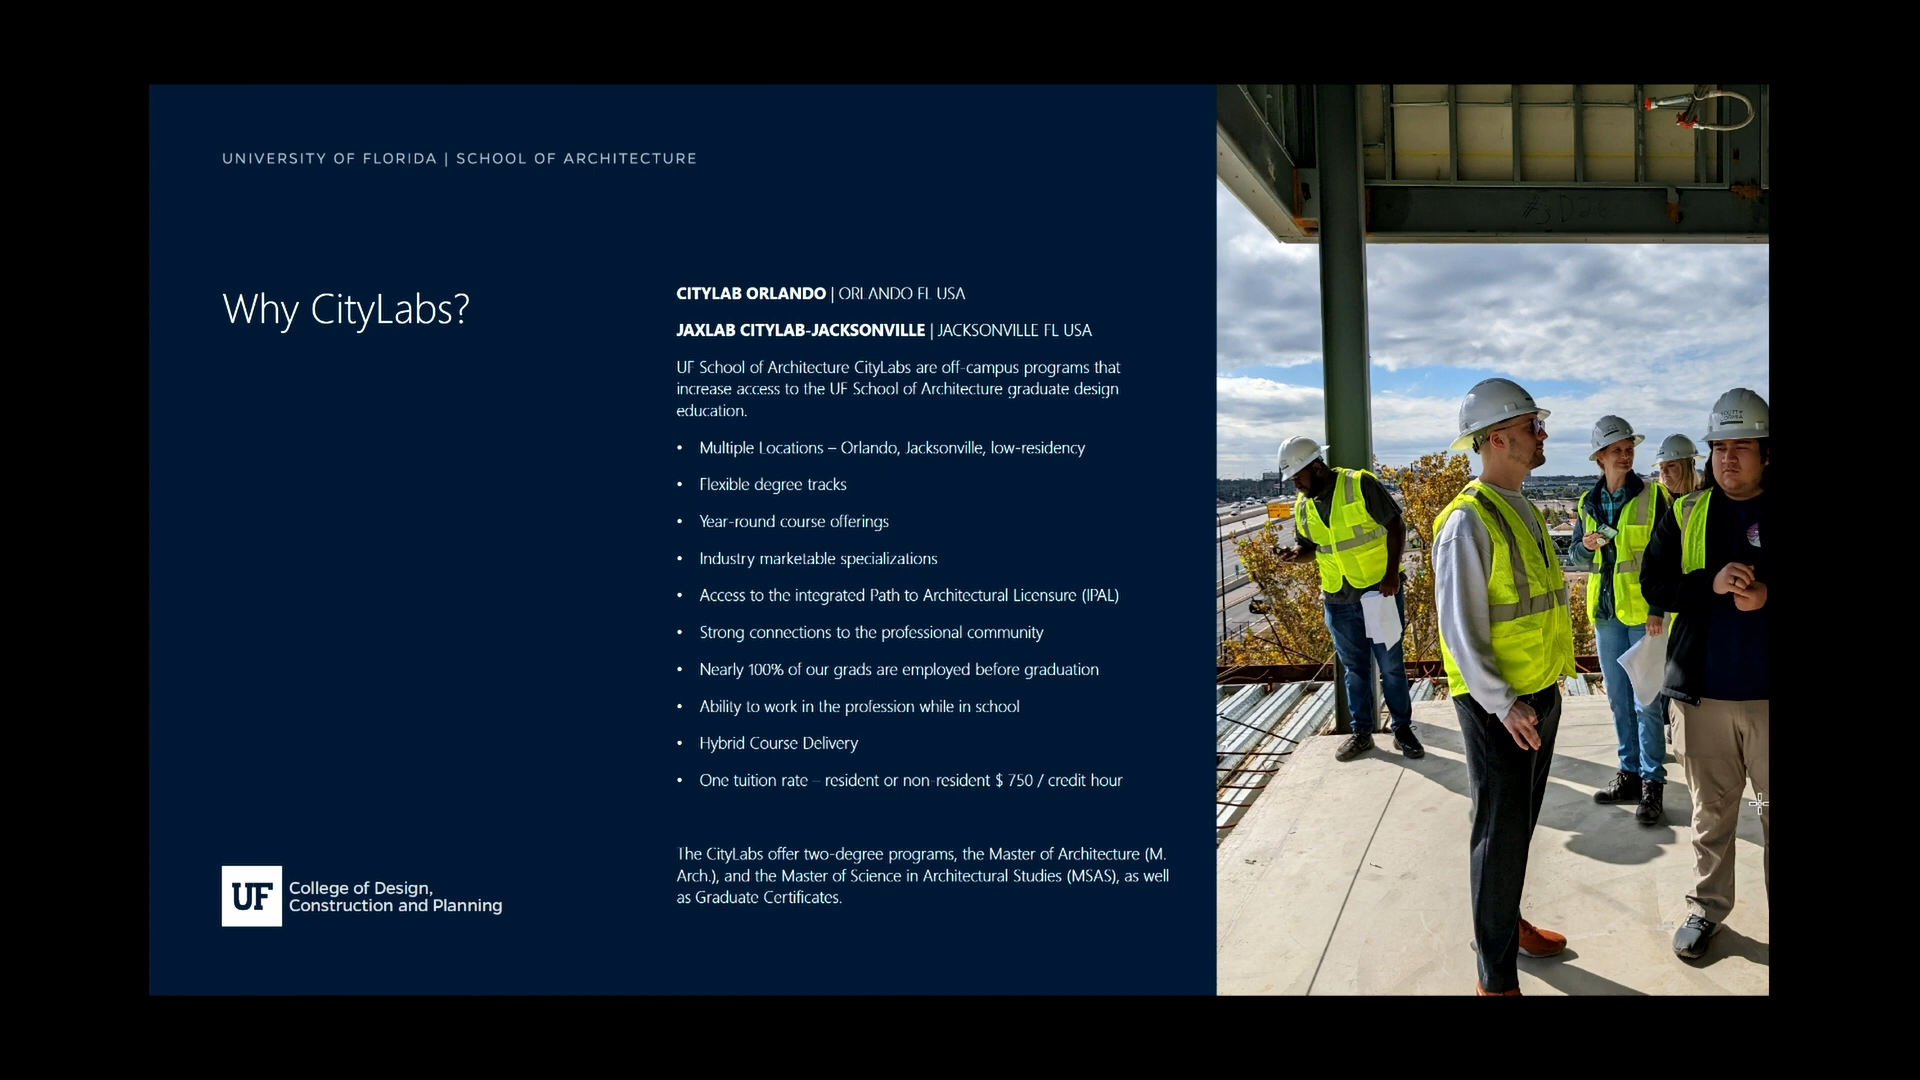 UNIVERSITY OF FLORIDA | SCHOOL OF ARCHITECTURE
Why CityLabs?
CITYLAB ORLANDO | ORLANDO FL USA
JAXLAB CITYLAB-JACKSONVILLE | JACKSONVILLE FL USA
UF School of Architecture CityLabs are off-campus programs that
increase access to the UF School of Architecture graduate design
education.
• Multiple Locations – Orlando, Jacksonville, low-residency
• Flexible degree tracks
• Year-round course offerings
• Industry marketable specializations
• Access to the integrated Path to Architectural Licensure (IPAL)
• Strong connections to the professional community
• Nearly 100% of our grads are employed before graduation
• Ability to work in the profession while in school
• Hybrid Course Delivery
• One tuition rate – resident or non-resident $ 750 / credit hour
The CityLabs offer two-degree programs, the Master of Architecture (M.
Arch.), and the Master of Science in Architectural Studies (MSAS), as well
as Graduate Certificates.
UF College of Design,
Construction and Planning